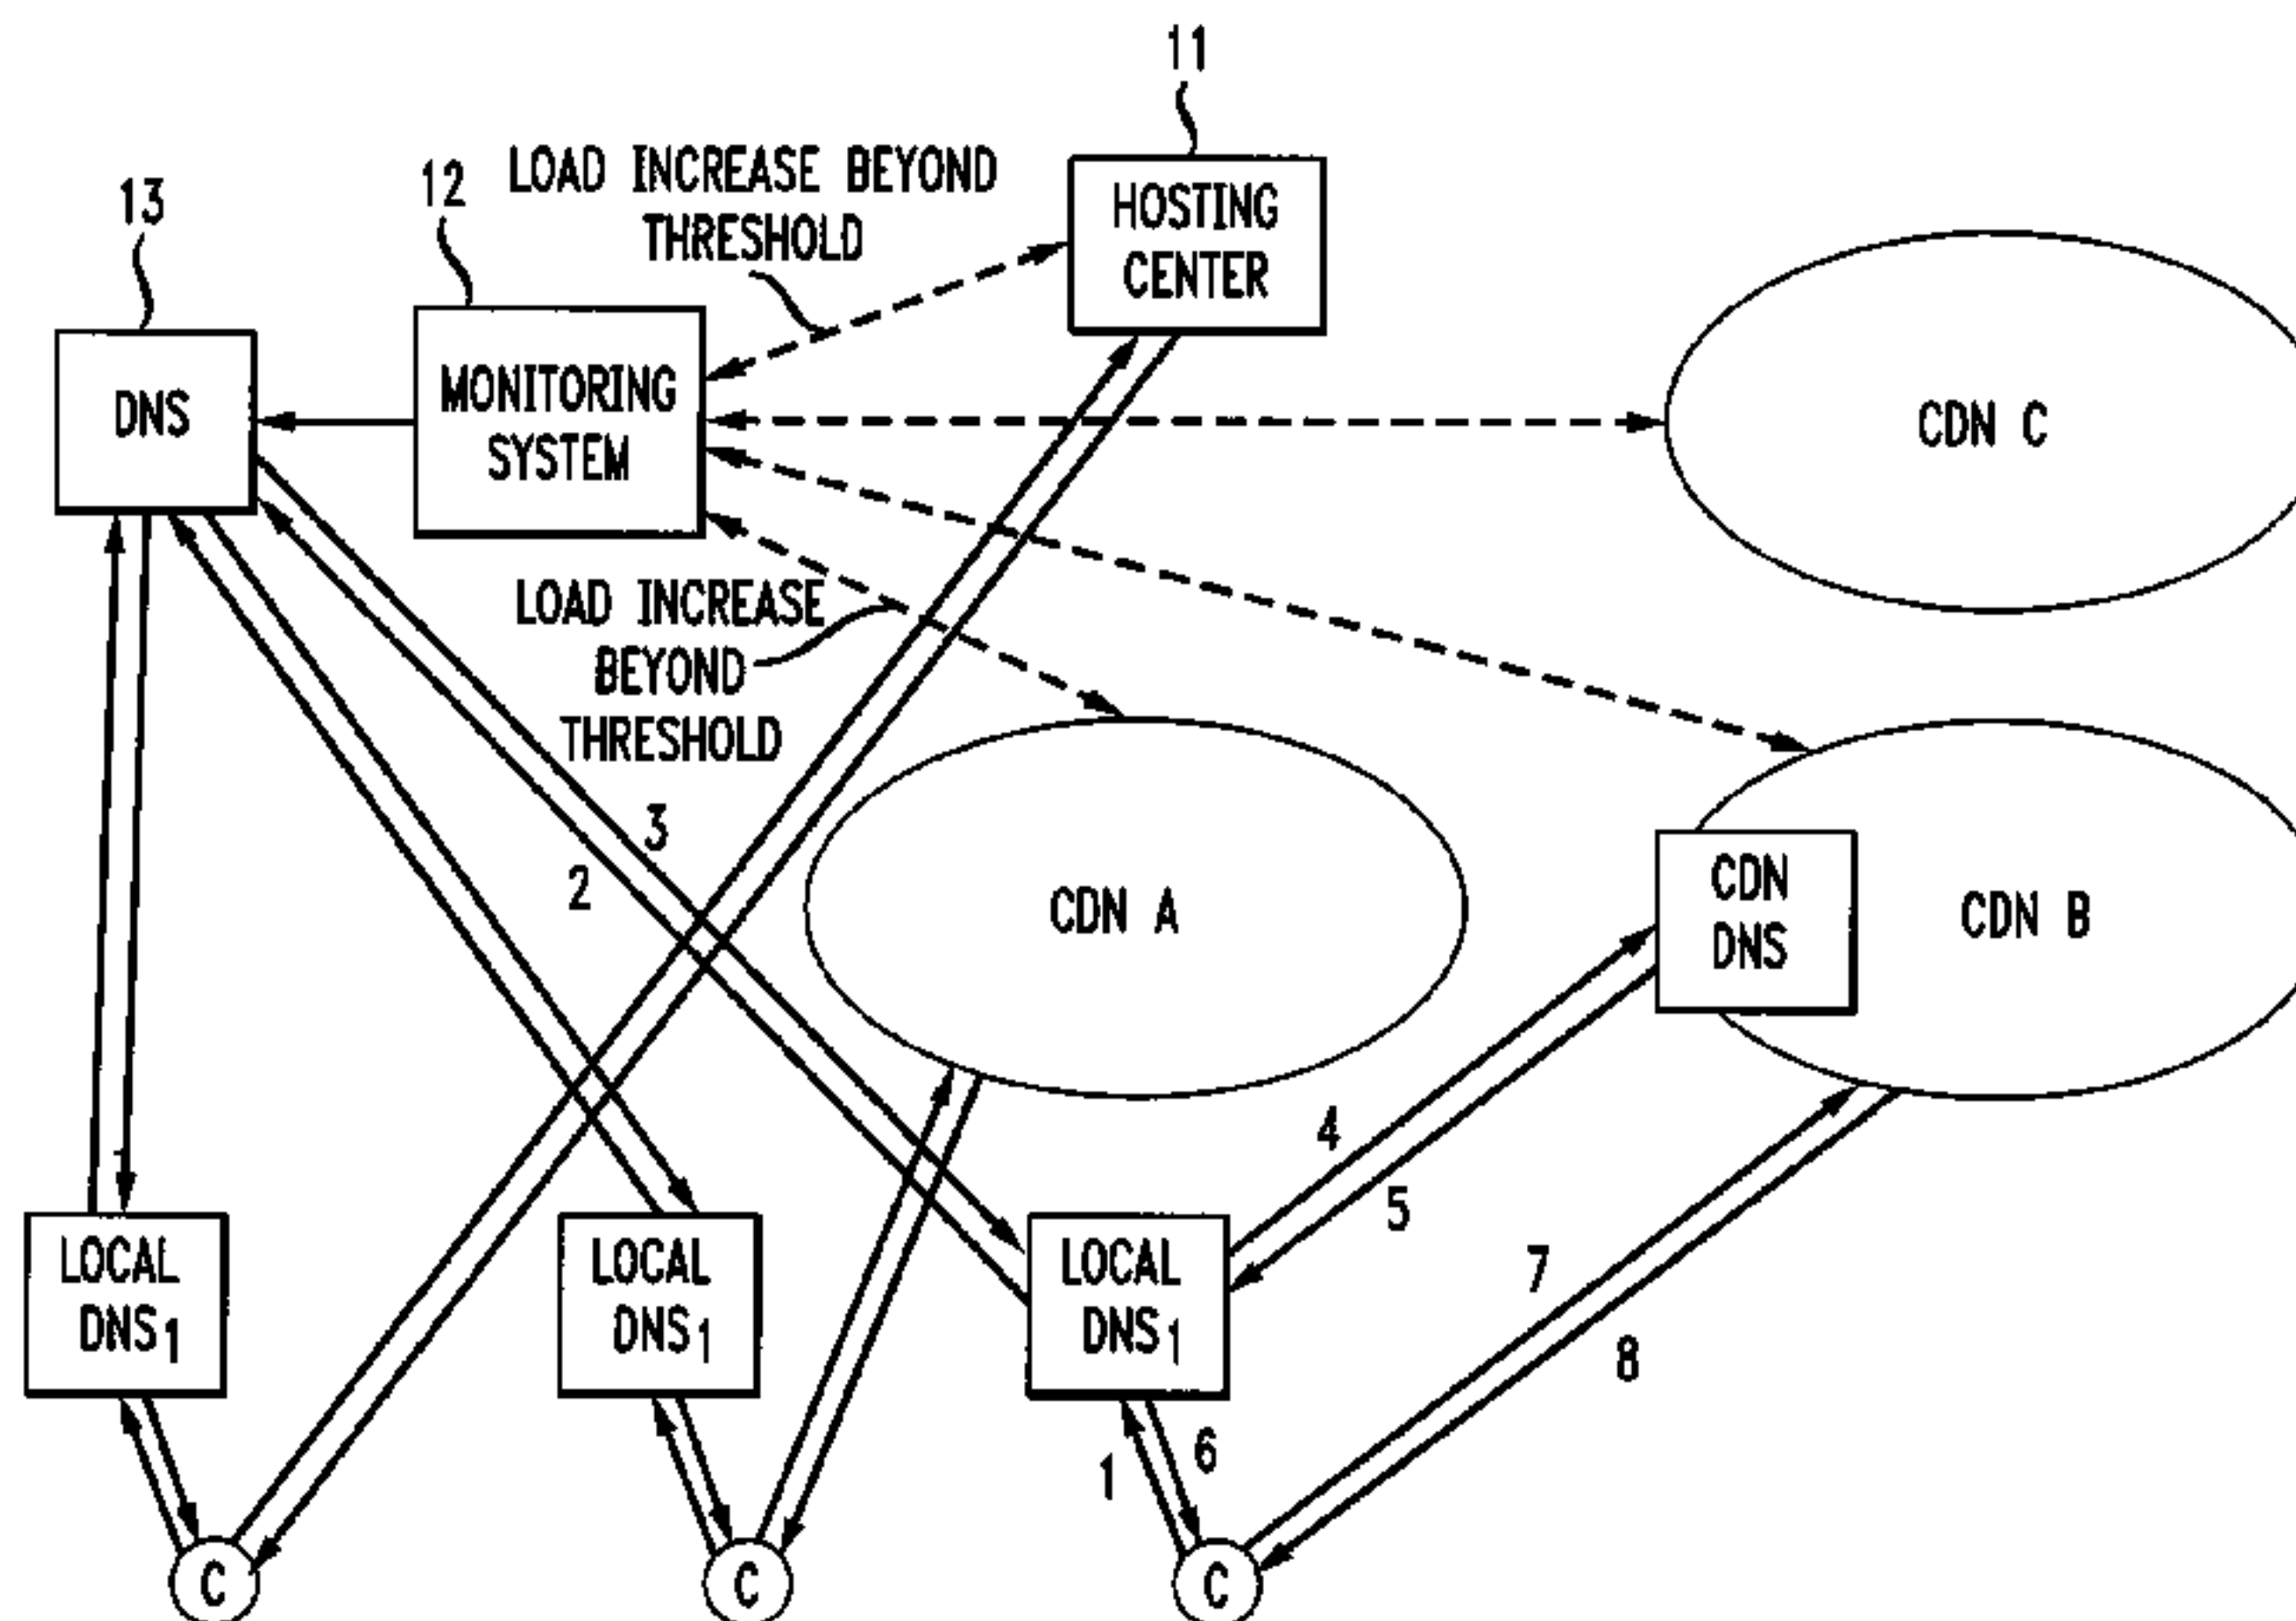 11
LOAD INCREASE BEYOND
THRESHOLD
12
13
HOSTING
CENTER
MONITORING
SYSTEM
DNS
CDN C
LOAD INCREASE
BEYOND
THRESHOLD
3
2
CDN A
CDN
DNS
CDN B
4
5
7
8
LOCAL
DNS1
LOCAL
DNS1
LOCAL
DNS1
1
6
C
C
C